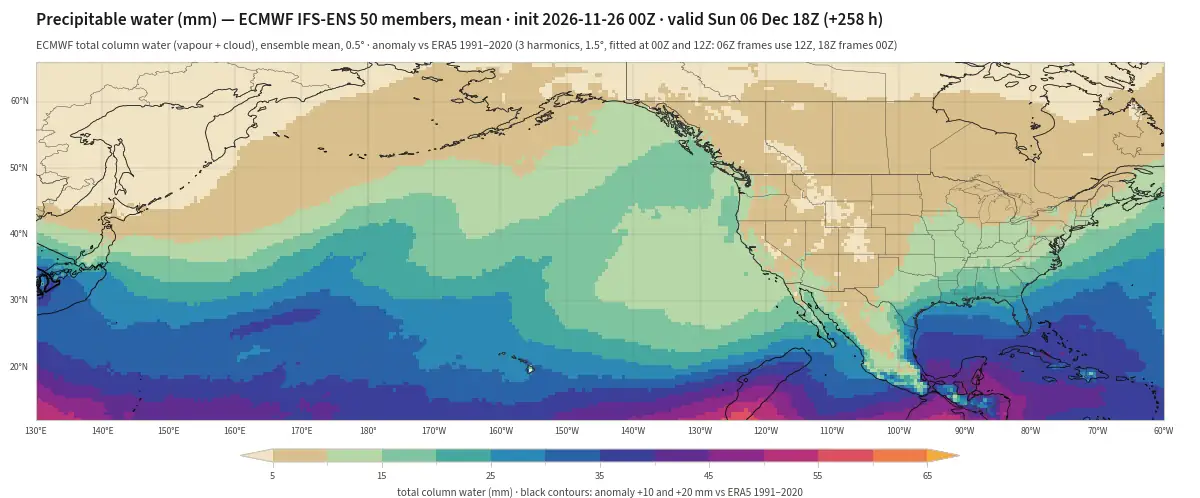 Precipitable water (mm) — ECMWF IFS-ENS 50 members, mean · init 2026-11-26 00Z · valid Sun 06 Dec 18Z (+258 h)
ECMWF total column water (vapour + cloud), ensemble mean, 0.5° · anomaly vs ERA5 1991–2020 (3 harmonics, 1.5°, fitted at 00Z and 12Z: 06Z frames use 12Z, 18Z frames 00Z)
60°N
50°N
40°N
30°N
20°N
130°E 140°E 150°E 160°E 170°E 180° 170°W 160°W 150°W 140°W 130°W 120°W 110°W 100°W 90°W 80°W 70°W 60°W
5 15 25 35 45 55 65
total column water (mm) · black contours: anomaly +10 and +20 mm vs ERA5 1991–2020